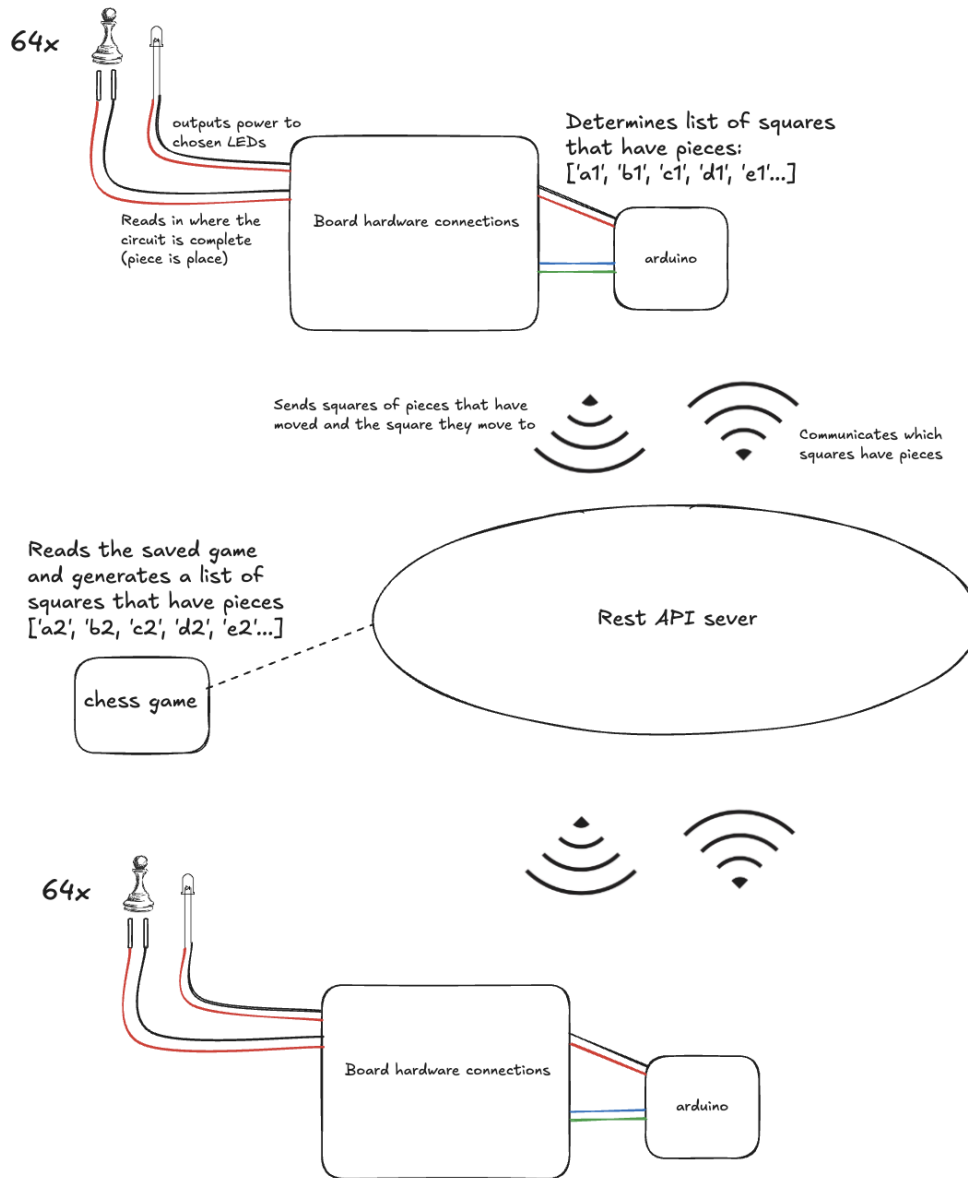 64x
outputs power to
chosen LEDs
Determines list of squares
that have pieces:
['a1', 'b1', 'c1', 'd1', 'e1'...]
Reads in where the
circuit is complete
(piece is place)
Board hardware connections
arduino
Sends squares of pieces that have
moved and the square they move to
Communicates which
squares have pieces
Reads the saved game
and generates a list of
squares that have pieces
['a2', 'b2, 'c2', 'd2', 'e2'...]
Rest API sever
chess game
64x
Board hardware connections
arduino